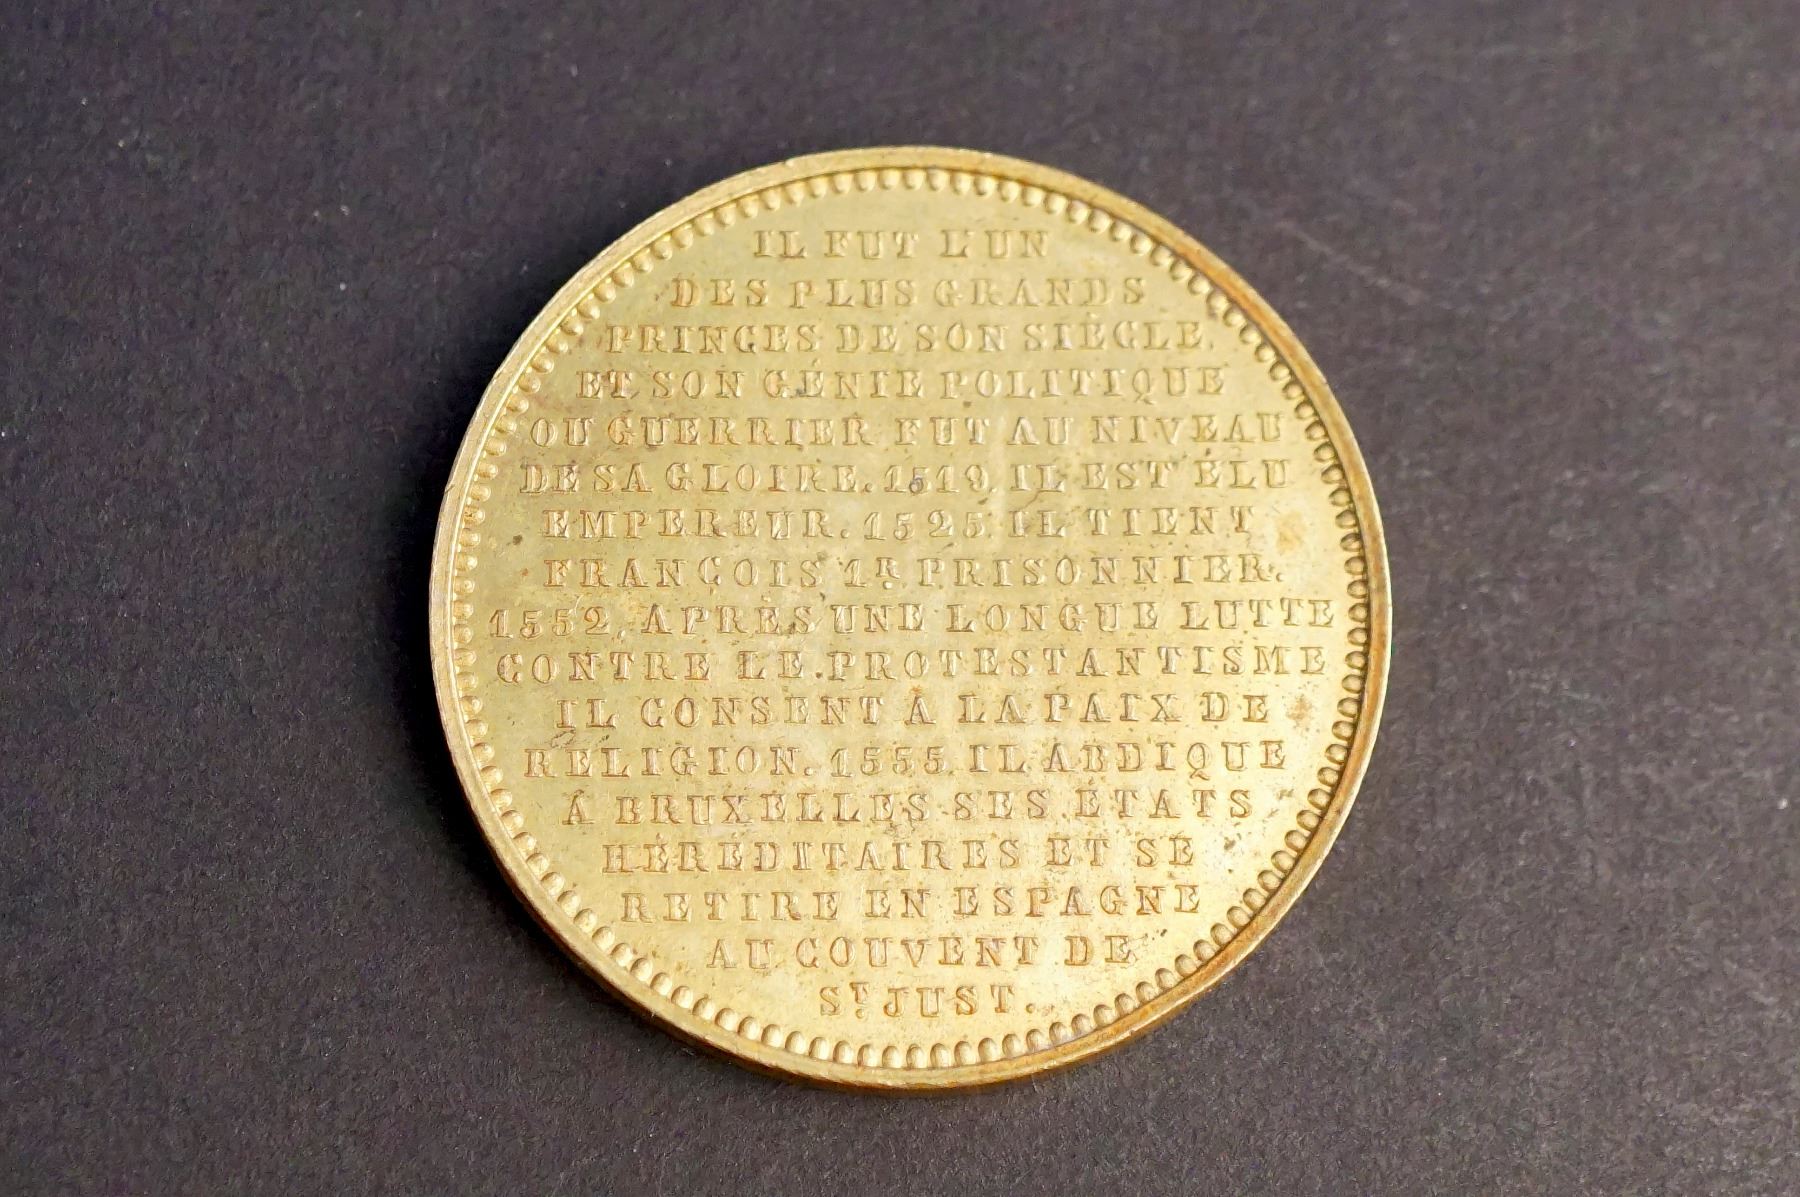 IL FUT L'UN
DES PLUS GRANDS
PRINCES DE SON SIÈCLE.
ET SON GÉNIE POLITIQUE
OU GUERRIER FUT AU NIVEAU
DE SA GLOIRE. 1519. IL EST ÉLU
EMPEREUR. 1525. IL TIENT
FRANÇOIS 1R. PRISONNIER.
1552. APRÈS UNE LONGUE LUTTE
CONTRE LE PROTESTANTISME
IL CONSENT A LA PAIX DE
RELIGION. 1555. IL ABDIQUE
À BRUXELLES SES ÉTATS
HÉRÉDITAIRES ET SE
RETIRE EN ESPAGNE
AU COUVENT DE
ST. JUST.